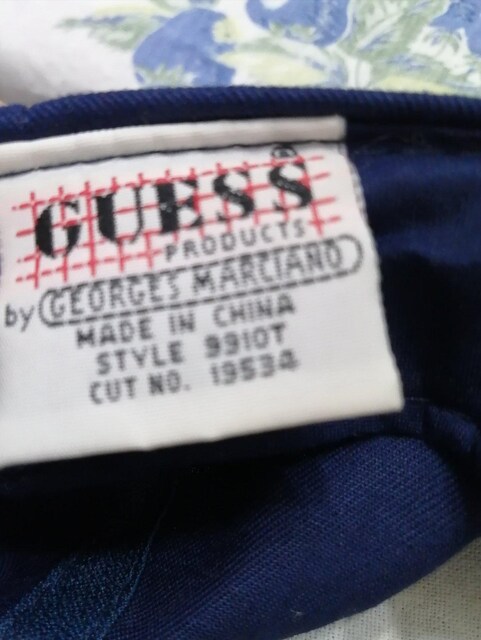 GUESS
PRODUCTS
by GEORGES MARCIANO
MADE IN CHINA
STYLE 9910T
CUT NO. 19534